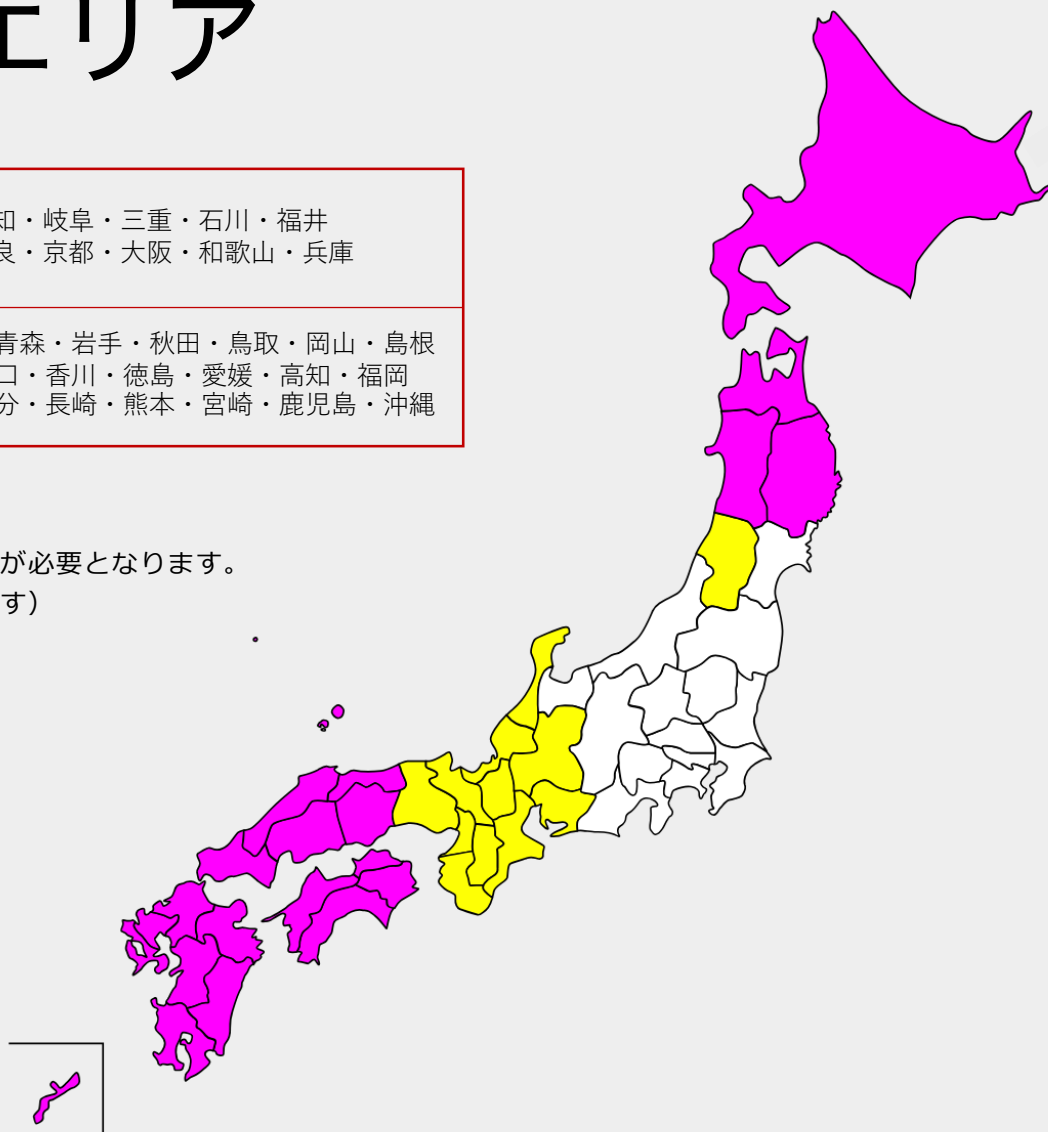 エリア
知・岐阜・三重・石川・福井
良・京都・大阪・和歌山・兵庫
青森・岩手・秋田・鳥取・岡山・島根
口・香川・徳島・愛媛・高知・福岡
分・長崎・熊本・宮崎・鹿児島・沖縄
が必要となります。
す）